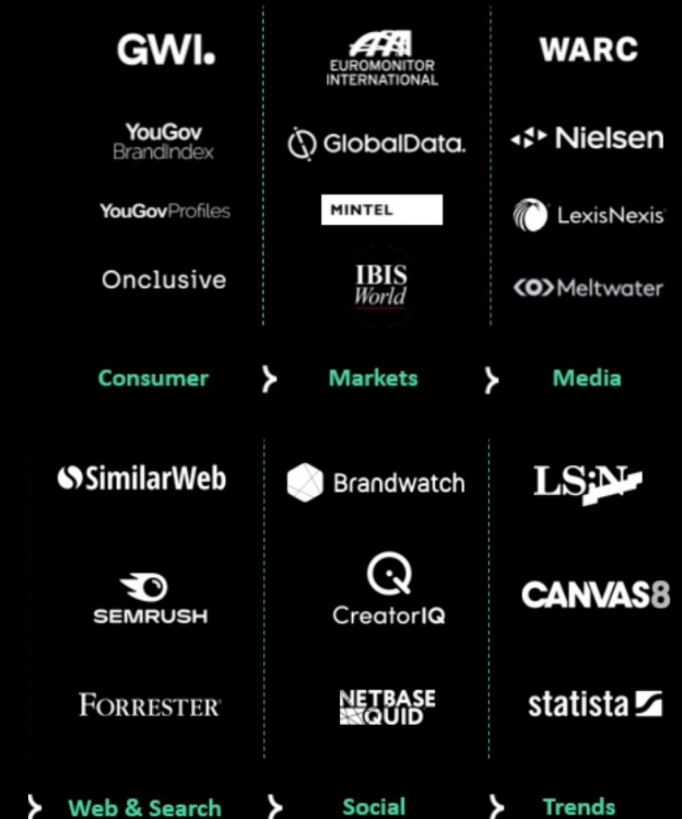 GWI.
YouGov
BrandIndex
YouGovProfiles
Onclusive
Consumer
EUROMONITOR
INTERNATIONAL
GlobalData.
MINTEL
IBIS
World
Markets
WARC
Nielsen
LexisNexis
Meltwater
Media
SimilarWeb
SEMRUSH
FORRESTER
Web & Search
Brandwatch
CreatorIQ
NETBASE
QUID
Social
LS:N
CANVAS8
statista
Trends